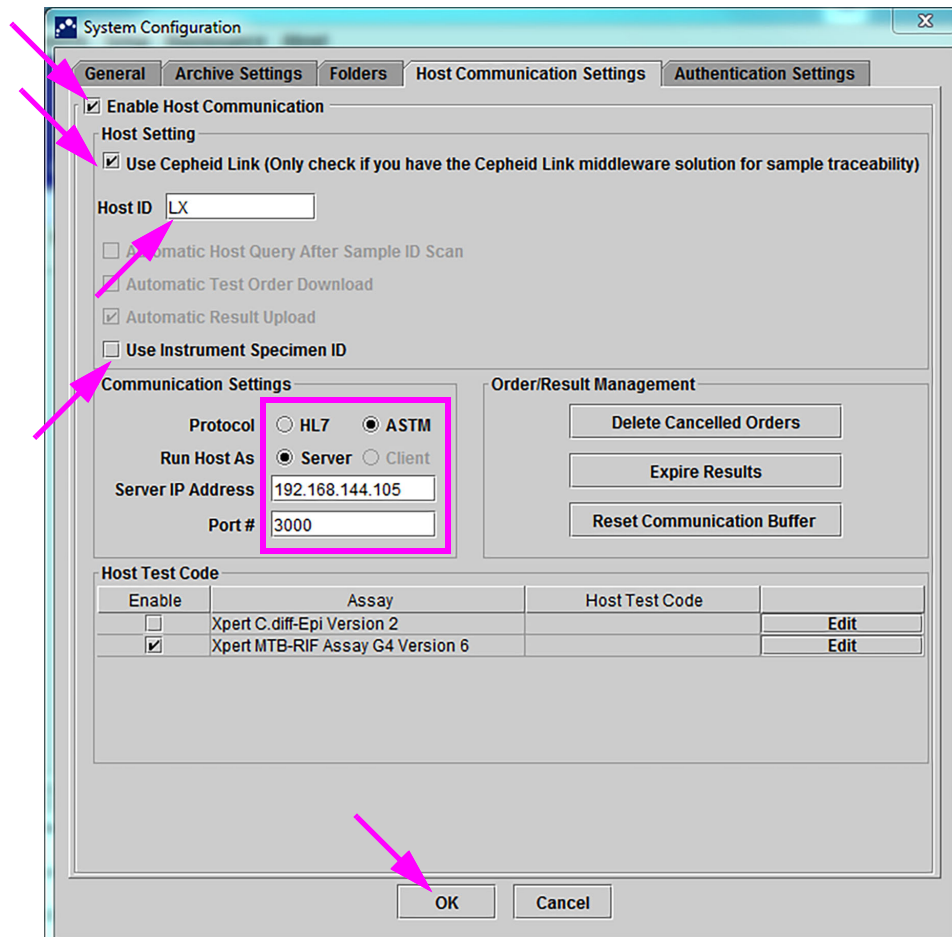 System Configuration
General Archive Settings Folders Host Communication Settings Authentication Settings
Enable Host Communication
Host Setting
Use Cepheid Link (Only check if you have the Cepheid Link middleware solution for sample traceability)
Host ID LX
Automatic Host Query After Sample ID Scan
Automatic Test Order Download
Automatic Result Upload
Use Instrument Specimen ID
Communication Settings
Protocol HL7 ASTM
Run Host As Server Client
Server IP Address 192.168.144.105
Port # 3000
Order/Result Management
Delete Cancelled Orders
Expire Results
Reset Communication Buffer
Host Test Code
Enable Assay Host Test Code
Xpert C.diff-Epi Version 2 Edit
Xpert MTB-RIF Assay G4 Version 6 Edit
OK Cancel